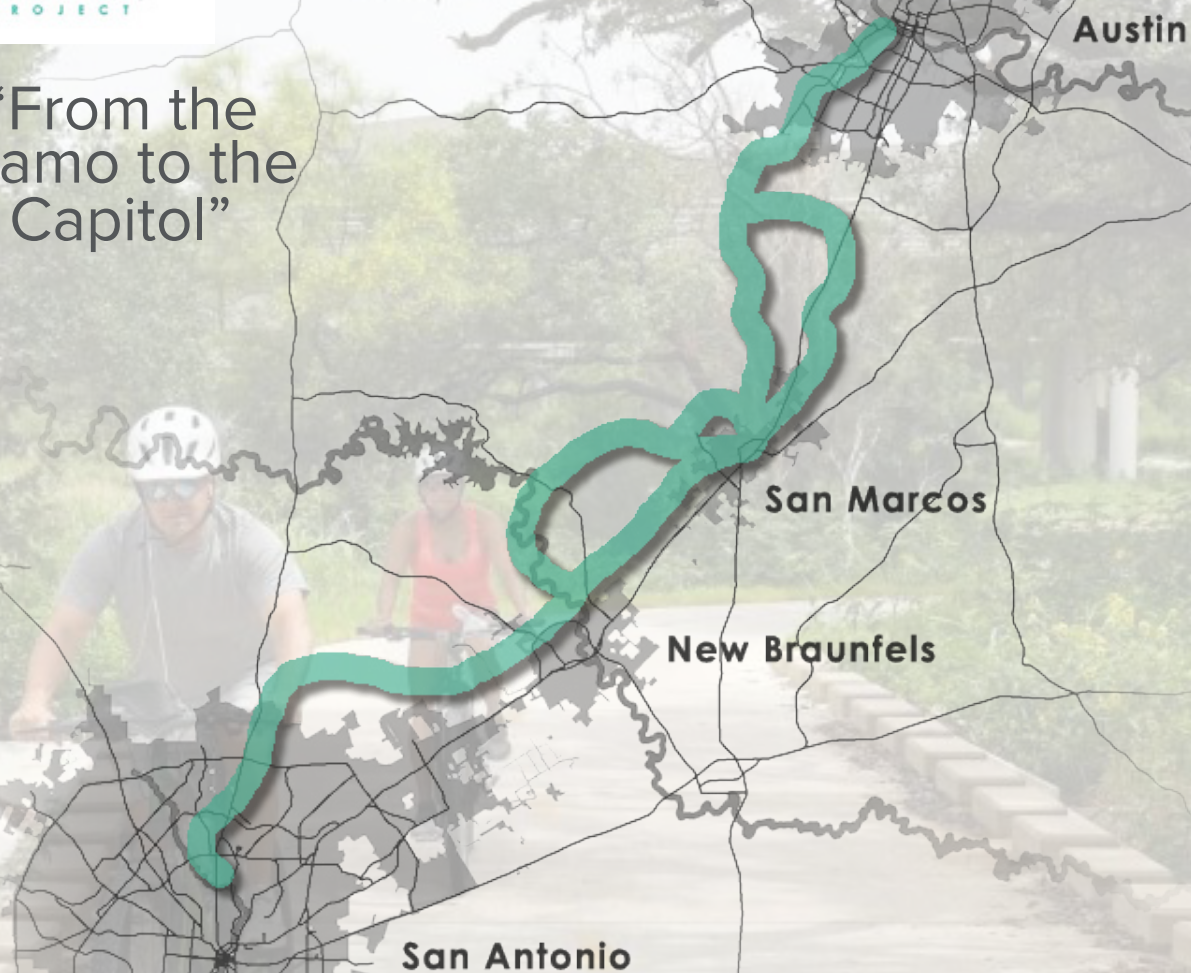 ROJECT
“From the
amo to the
Capitol”
Austin
San Marcos
New Braunfels
San Antonio